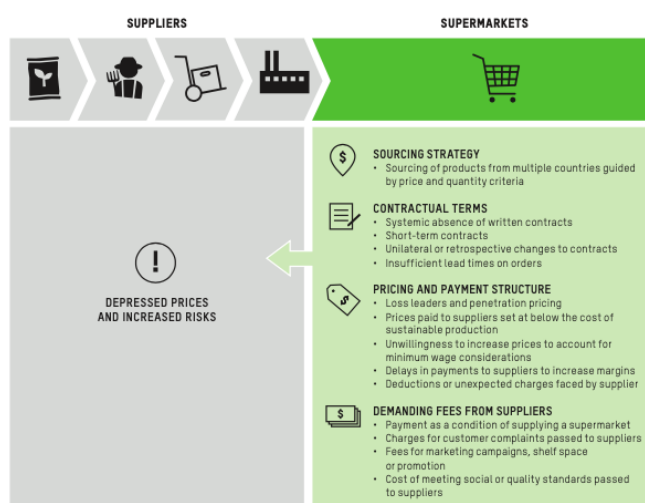 SUPPLIERS
SUPERMARKETS
$
SOURCING STRATEGY
• Sourcing of products from multiple countries guided
by price and quantity criteria
CONTRACTUAL TERMS
• Systemic absence of written contracts
• Short-term contracts
• Unilateral or retrospective changes to contracts
• Insufficient lead times on orders
!
DEPRESSED PRICES
AND INCREASED RISKS
$
PRICING AND PAYMENT STRUCTURE
• Loss leaders and penetration pricing
• Prices paid to suppliers set at below the cost of
sustainable production
• Unwillingness to increase prices to account for
minimum wage considerations
• Delays in payments to suppliers to increase margins
• Deductions or unexpected charges faced by supplier
$
DEMANDING FEES FROM SUPPLIERS
• Payment as a condition of supplying a supermarket
• Charges for customer complaints passed to suppliers
• Fees for marketing campaigns, shelf space
or promotion
• Cost of meeting social or quality standards passed
to suppliers